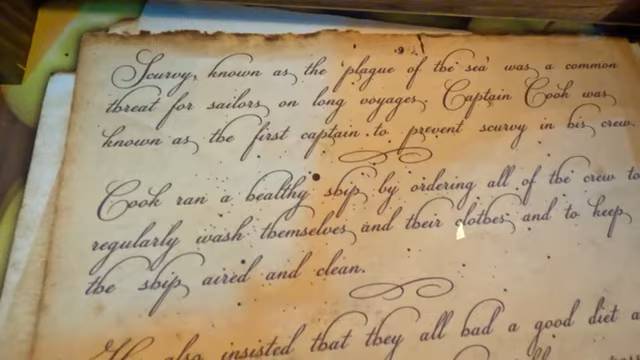 Scurvy, known as the 'plague of the sea' was a common
threat for sailors on long voyages. Captain Cook was
known as the first captain to prevent scurvy in his crew.
Cook ran a healthy ship by ordering all of the crew to
regularly wash themselves and their clothes and to keep
the ship aired and clean.
He also insisted that they all had a good diet a